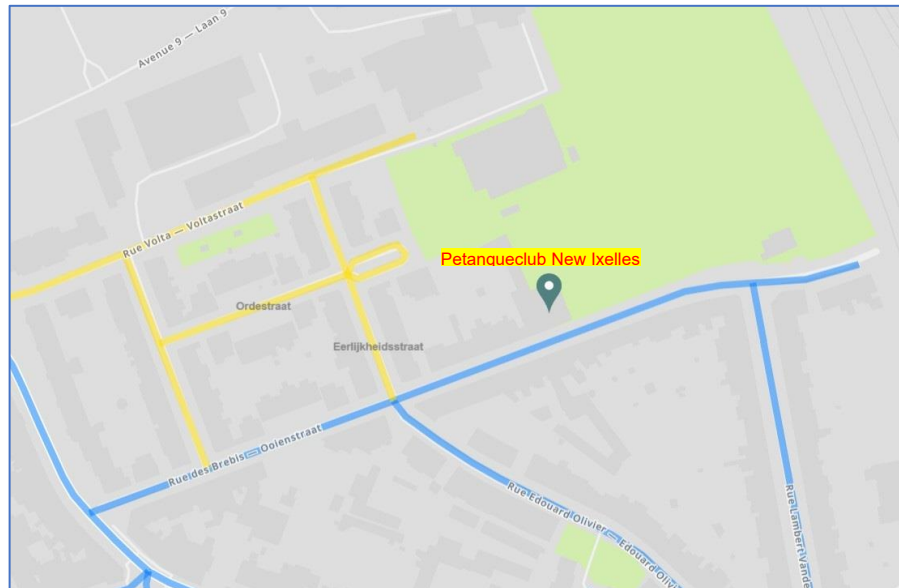 Avenue 9 — Laan 9
Rue Volta — Voltastraat
Petanqueclub New Ixelles
Ordestraat
Eerlijkheidsstraat
Rue des Brebis — Ooienstraat
Rue Edouard Olivier — Edouard Olivi
Rue Lambert Vande